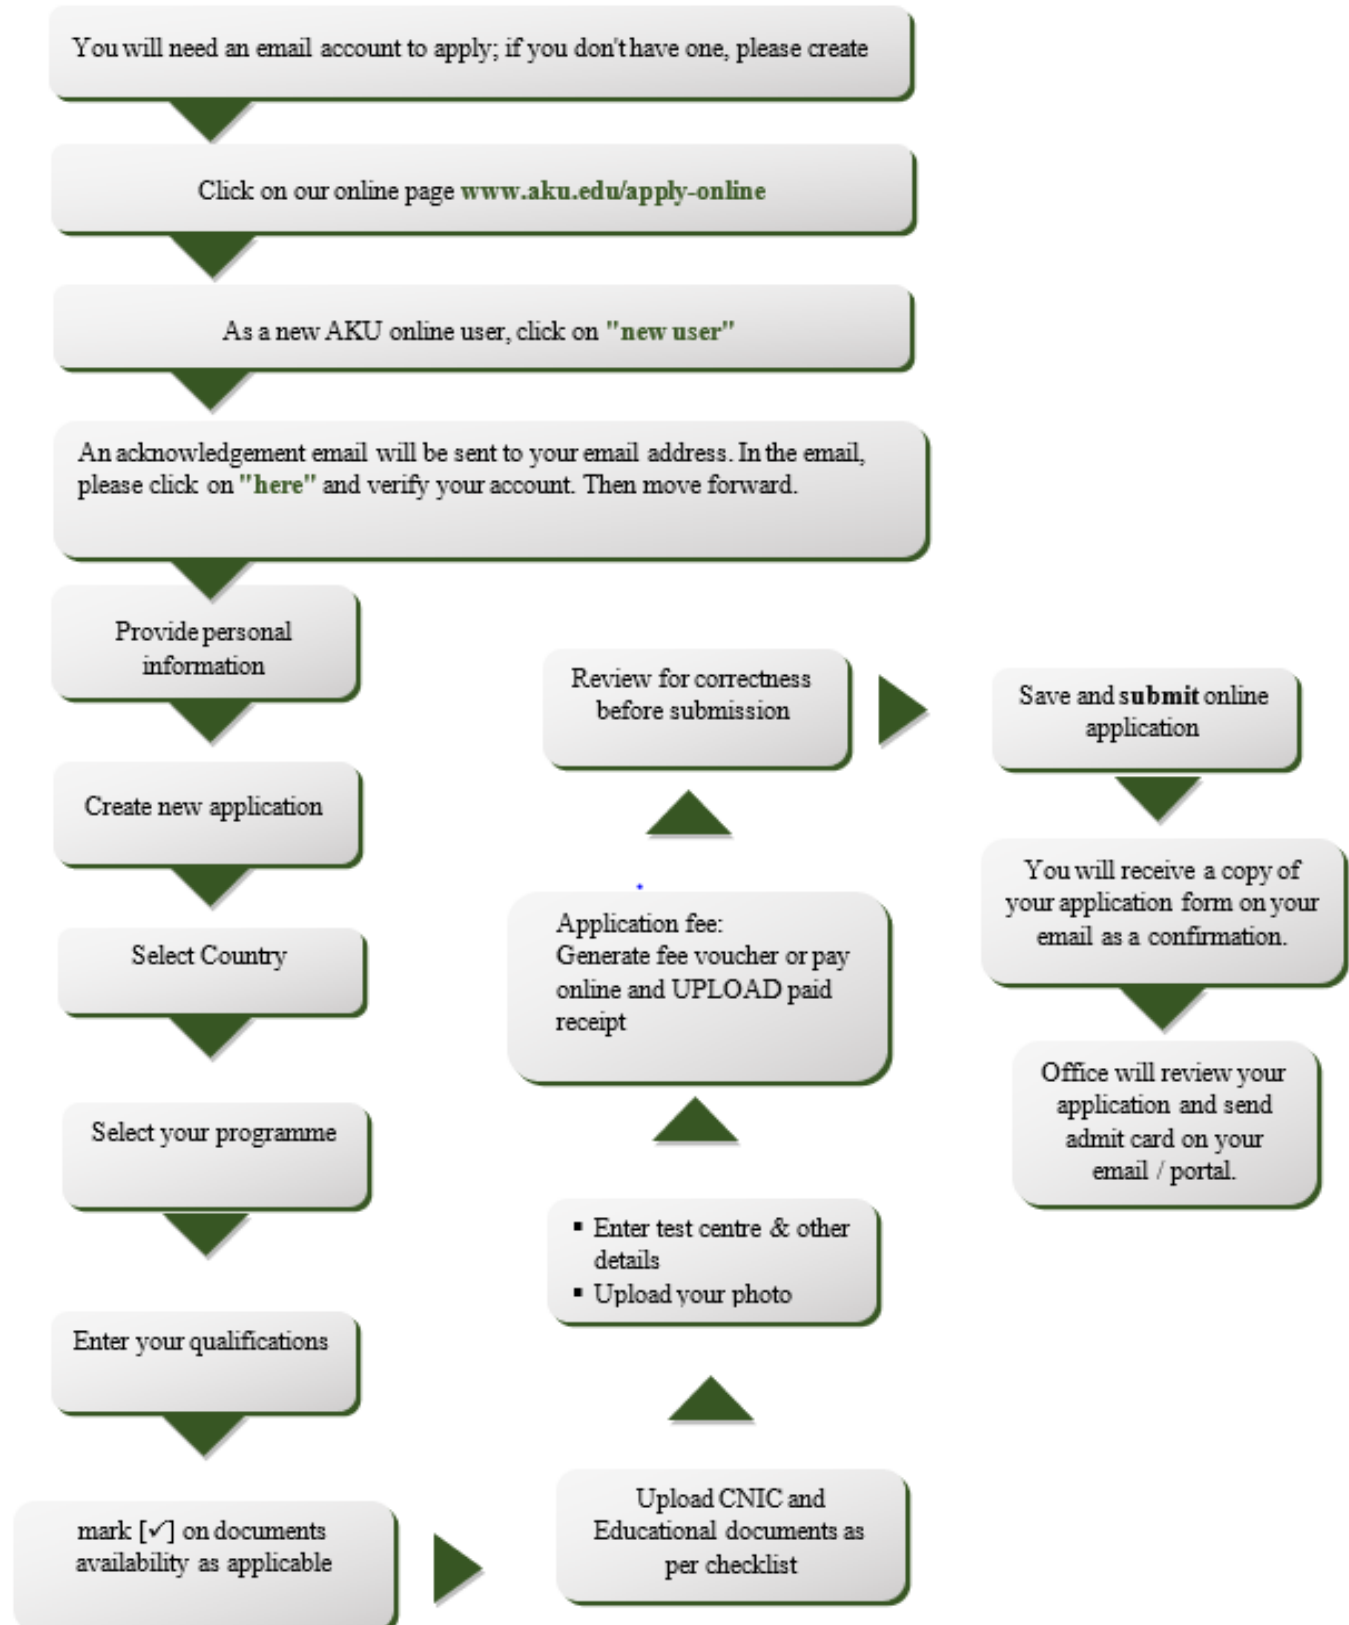 You will need an email account to apply; if you don't have one, please create
Click on our online page www.aku.edu/apply-online
As a new AKU online user, click on "new user"
An acknowledgement email will be sent to your email address. In the email,
please click on "here" and verify your account. Then move forward.
Provide personal
information
Create new application
Select Country
Select your programme
Enter your qualifications
mark [✓] on documents
availability as applicable
Upload CNIC and
Educational documents as
per checklist
▪ Enter test centre & other
details
▪ Upload your photo
Application fee:
Generate fee voucher or pay
online and UPLOAD paid
receipt
Review for correctness
before submission
Save and submit online
application
You will receive a copy of
your application form on your
email as a confirmation.
Office will review your
application and send
admit card on your
email / portal.